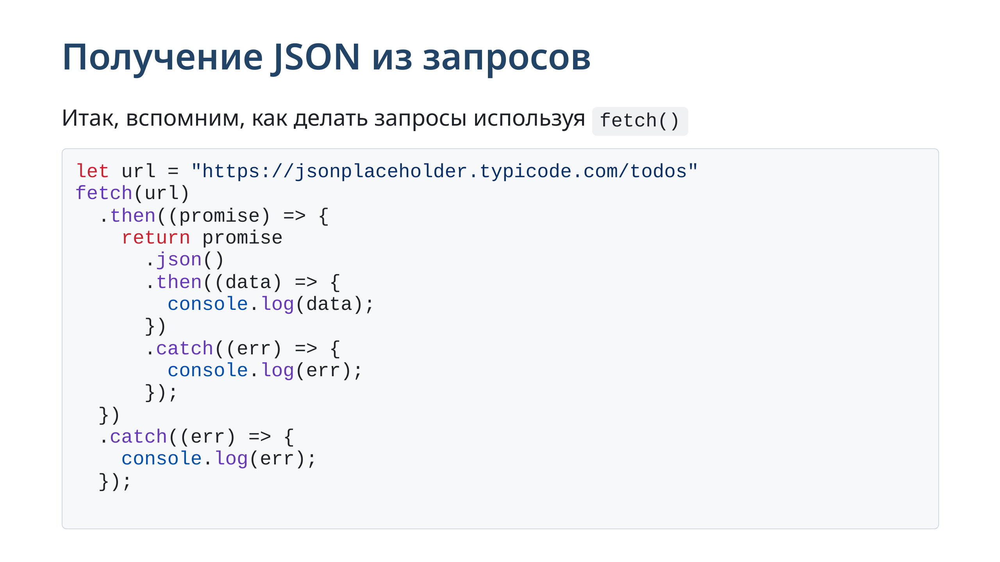 Получение JSON из запросов
Итак, вспомним, как делать запросы используя fetch()
let url = "https://jsonplaceholder.typicode.com/todos"
fetch(url)
  .then((promise) => {
    return promise
      .json()
      .then((data) => {
        console.log(data);
      })
      .catch((err) => {
        console.log(err);
      });
  })
  .catch((err) => {
    console.log(err);
  });